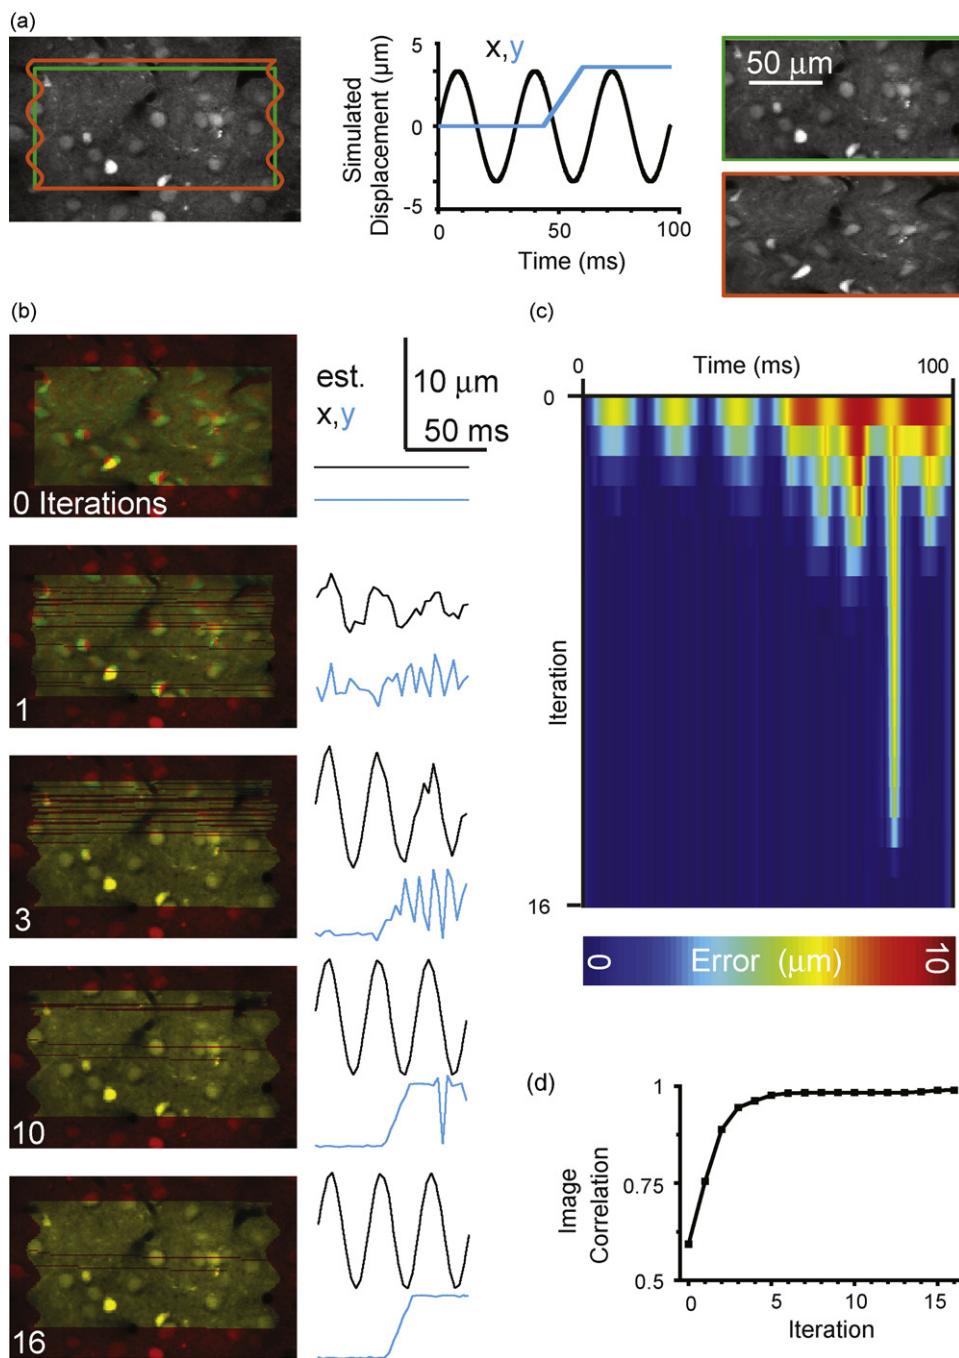 (a)
5
0
-5
Simulated
Displacement (μm)
x,y
0
50
100
Time (ms)
50 μm
(b)
0 Iterations
est.
x,y
10 μm
50 ms
1
3
10
16
(c)
Time (ms)
0
100
0
Iteration
16
0
Error (μm)
10
(d)
1
0.75
0.5
Image
Correlation
0
5
10
15
Iteration